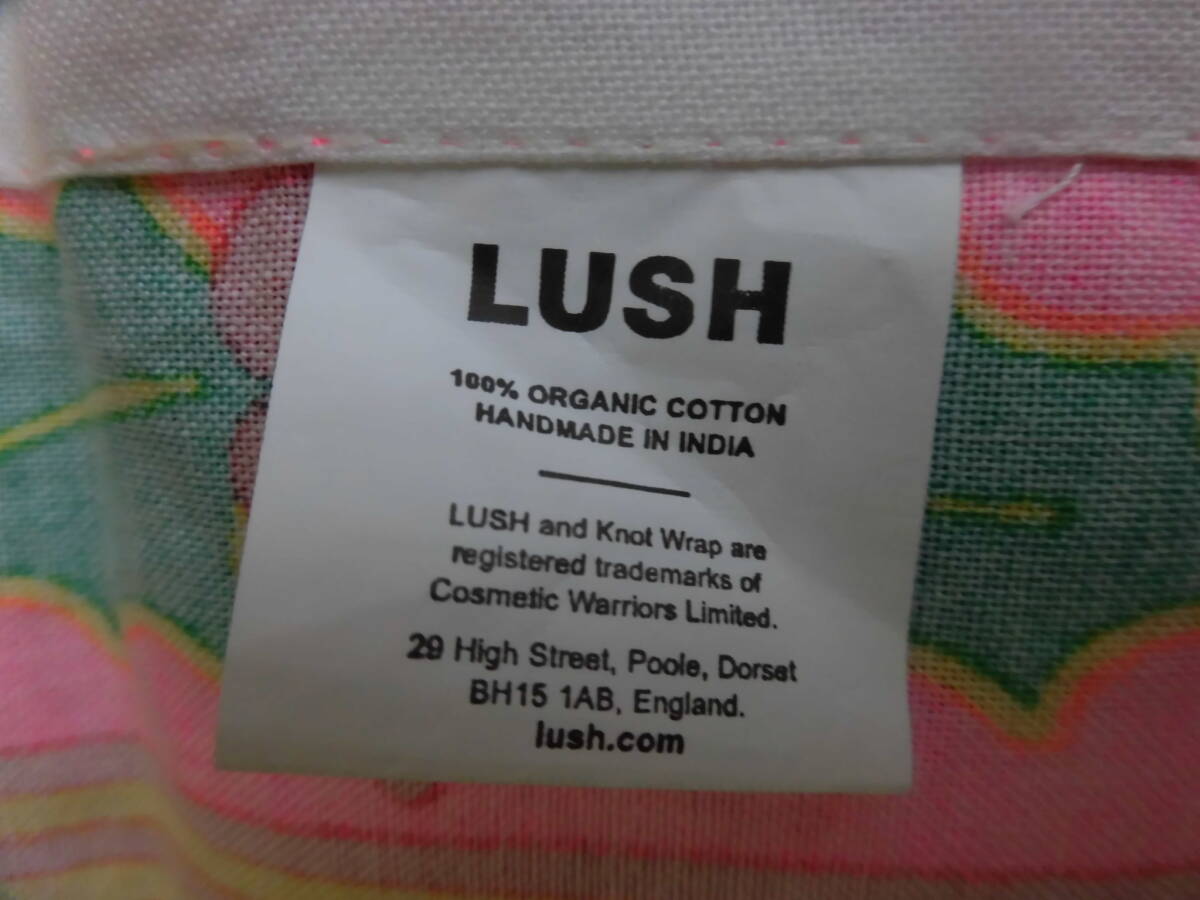 LUSH
100% ORGANIC COTTON
HANDMADE IN INDIA
LUSH and Knot Wrap are
registered trademarks of
Cosmetic Warriors Limited.
29 High Street, Poole, Dorset
BH15 1AB, England.
lush.com